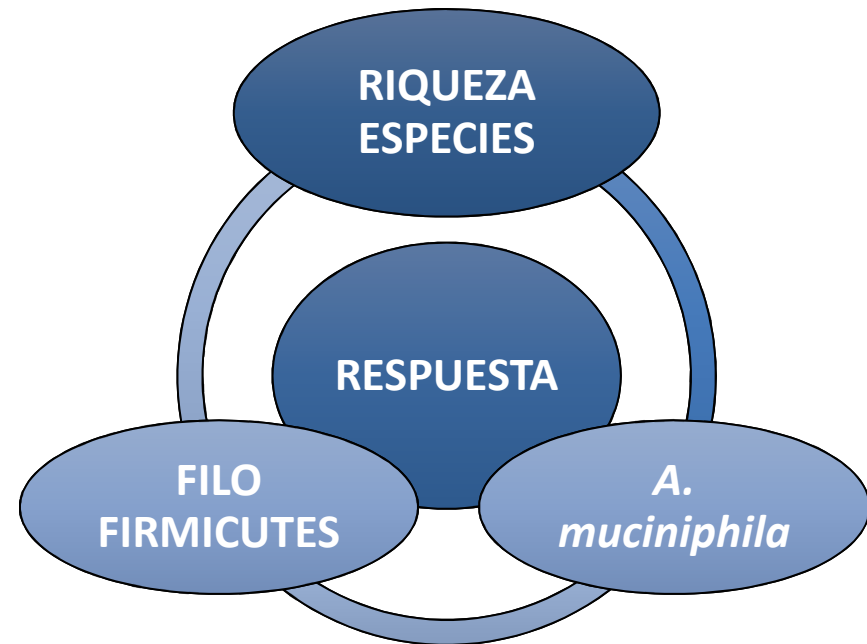 RIQUEZA
ESPECIES
RESPUESTA
FILO
FIRMICUTES
A.
muciniphila